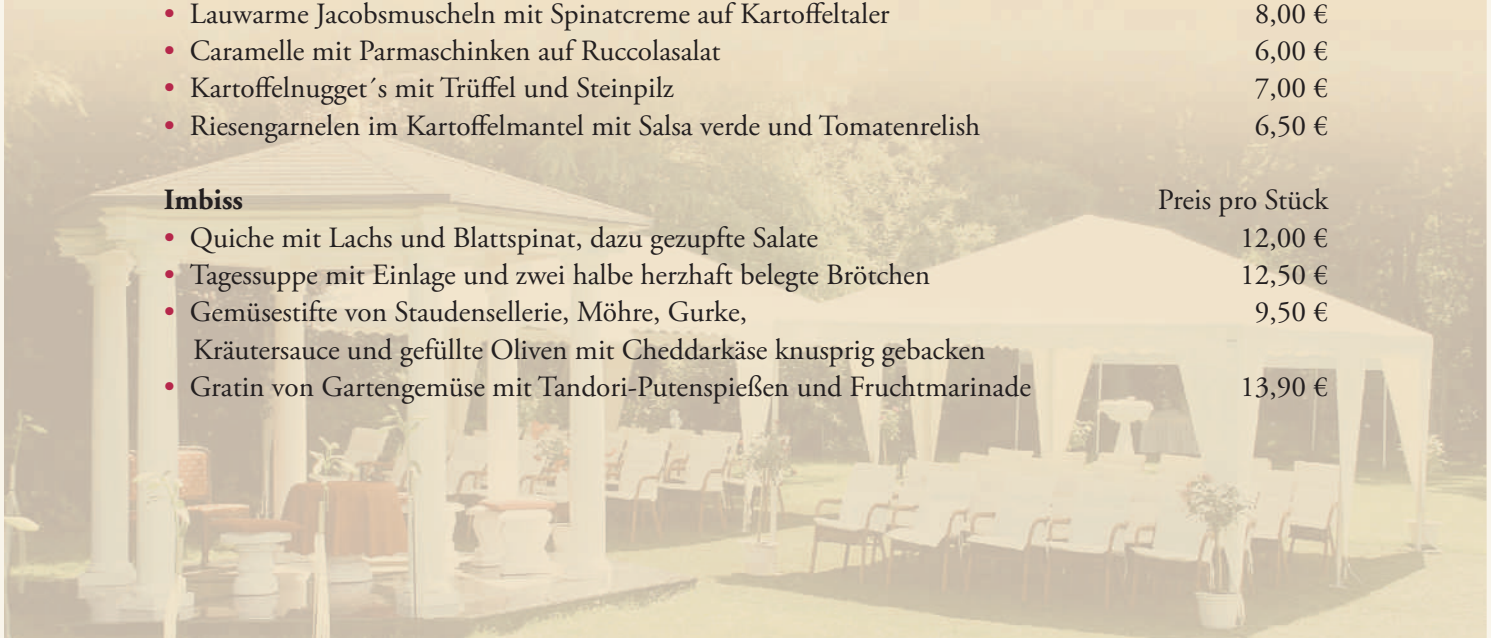 • Lauwarme Jacobsmuscheln mit Spinatcreme auf Kartoffeltaler 8,00 €
• Caramelle mit Parmaschinken auf Ruccolasalat 6,00 €
• Kartoffelnugget´s mit Trüffel und Steinpilz 7,00 €
• Riesengarnelen im Kartoffelmantel mit Salsa verde und Tomatenrelish 6,50 €
Imbiss Preis pro Stück
• Quiche mit Lachs und Blattspinat, dazu gezupfte Salate 12,00 €
• Tagessuppe mit Einlage und zwei halbe herzhaft belegte Brötchen 12,50 €
• Gemüsestifte von Staudensellerie, Möhre, Gurke, 9,50 €
Kräutersauce und gefüllte Oliven mit Cheddarkäse knusprig gebacken
• Gratin von Gartengemüse mit Tandori-Putenspießen und Fruchtmarinade 13,90 €